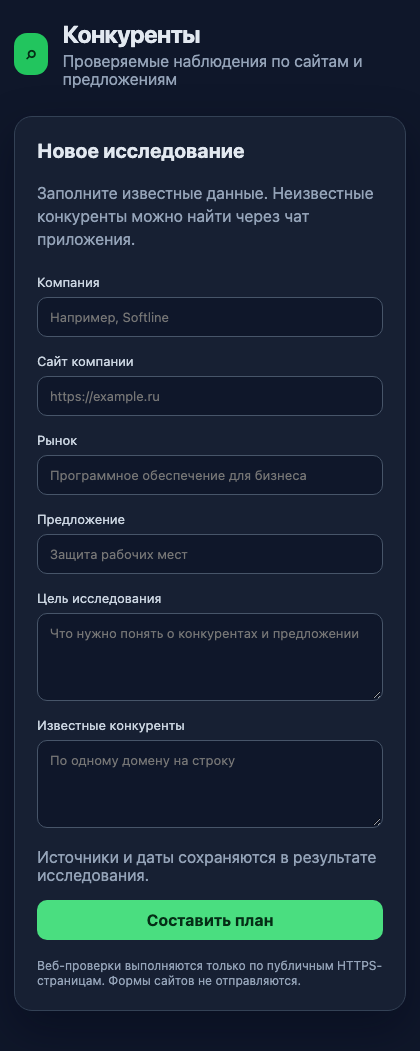 Конкуренты
Проверяемые наблюдения по сайтам и
предложениям
Новое исследование
Заполните известные данные. Неизвестные
конкуренты можно найти через чат
приложения.
Компания
Например, Softline
Сайт компании
https://example.ru
Рынок
Программное обеспечение для бизнеса
Предложение
Защита рабочих мест
Цель исследования
Что нужно понять о конкурентах и предложении
Известные конкуренты
По одному домену на строку
Источники и даты сохраняются в результате
исследования.
Составить план
Веб-проверки выполняются только по публичным HTTPS-
страницам. Формы сайтов не отправляются.